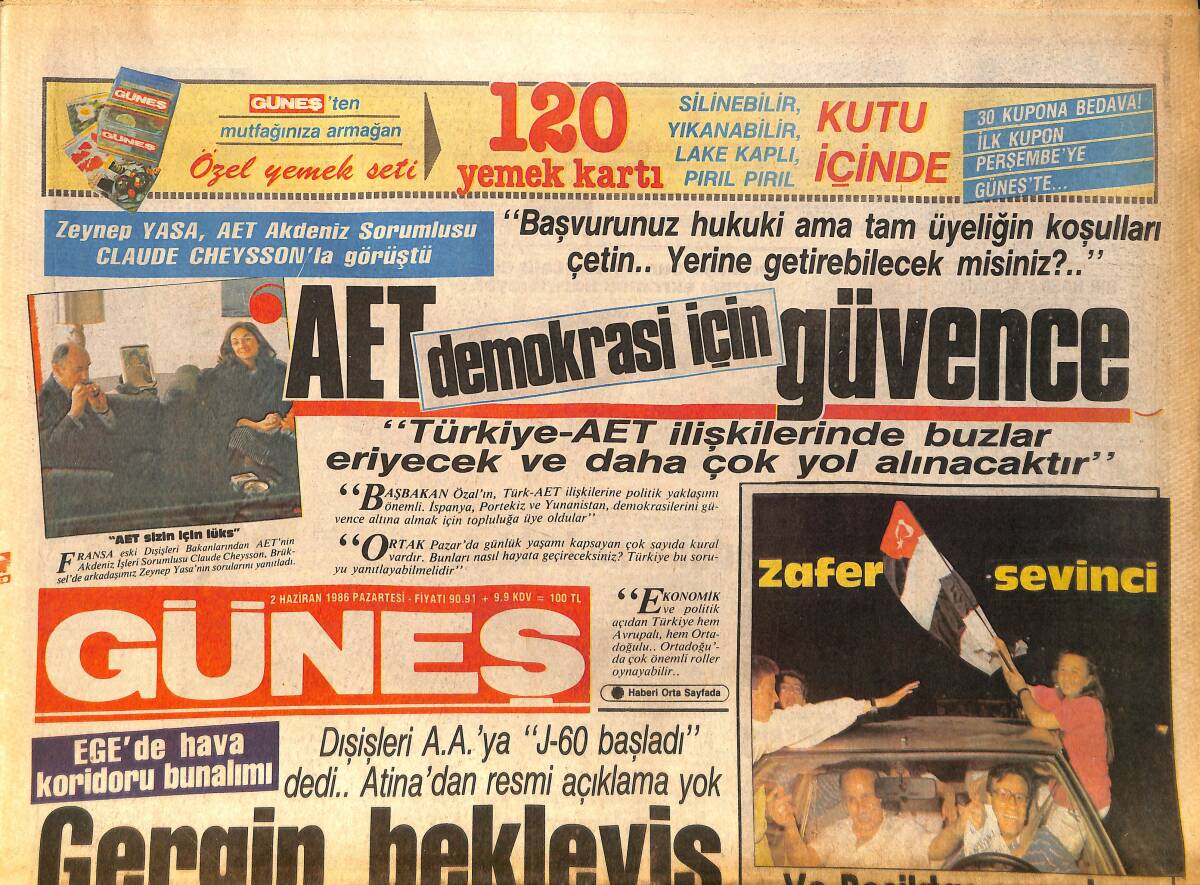 GÜNEŞ
GÜNEŞ
GÜNEŞ'ten
mutfağınıza armağan
Özel yemek seti
120
yemek kartı
SİLİNEBİLİR,
YIKANABİLİR,
LAKE KAPLI,
PIRIL PIRIL
KUTU
İÇİNDE
30 KUPONA BEDAVA!
İLK KUPON
PERŞEMBE'YE
GÜNEŞ'TE...
Zeynep YASA, AET Akdeniz Sorumlusu
CLAUDE CHEYSSON'la görüştü
“Başvurunuz hukuki ama tam üyeliğin koşulları
çetin.. Yerine getirebilecek misiniz?..”
AET demokrasi için güvence
“Türkiye-AET ilişkilerinde buzlar
eriyecek ve daha çok yol alınacaktır”
"AET sizin için lüks"
FRANSA eski Dışişleri Bakanlarından AET'nin
Akdeniz İşleri Sorumlusu Claude Cheysson, Brük-
sel'de arkadaşımız Zeynep Yasa'nın sorularını yanıtladı.
“BAŞBAKAN Özal'ın, Türk-AET ilişkilerine politik yaklaşımı
önemli. İspanya, Portekiz ve Yunanistan, demokrasilerini gü-
vence altına almak için topluluğa üye oldular”
“ORTAK Pazar'da günlük yaşamı kapsayan çok sayıda kural
vardır. Bunları nasıl hayata geçireceksiniz? Türkiye bu soru-
yu yanıtlayabilmelidir”
“EKONOMİK
ve politik
açıdan Türkiye hem
Avrupalı, hem Orta-
doğulu.. Ortadoğu'-
da çok önemli roller
oynayabilir..
Haberi Orta Sayfada
2 HAZİRAN 1986 PAZARTESİ - FİYATI 90.91 + 9.9 KDV = 100 TL
GÜNEŞ
zafer sevinci
EGE'de hava
koridoru bunalımı
Dışişleri A.A.'ya “J-60 başladı”
dedi.. Atina'dan resmi açıklama yok
Gergin bekleyiş